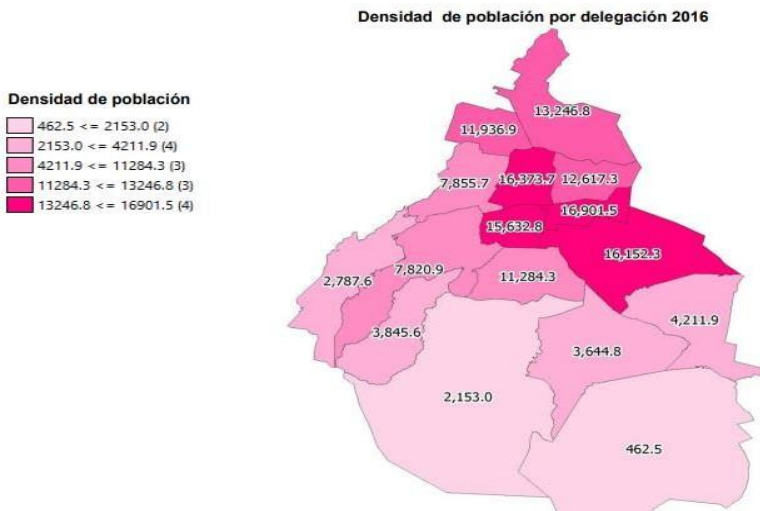 Densidad de población por delegación 2016
Densidad de población
462.5 <= 2153.0 (2)
2153.0 <= 4211.9 (4)
4211.9 <= 11284.3 (3)
11284.3 <= 13246.8 (3)
13246.8 <= 16901.5 (4)
13,246.8
11,936.9
7,855.7
16,373.7
12,617.3
16,901.5
15,632.8
16,152.3
2,787.6
7,820.9
11,284.3
4,211.9
3,845.6
3,644.8
2,153.0
462.5